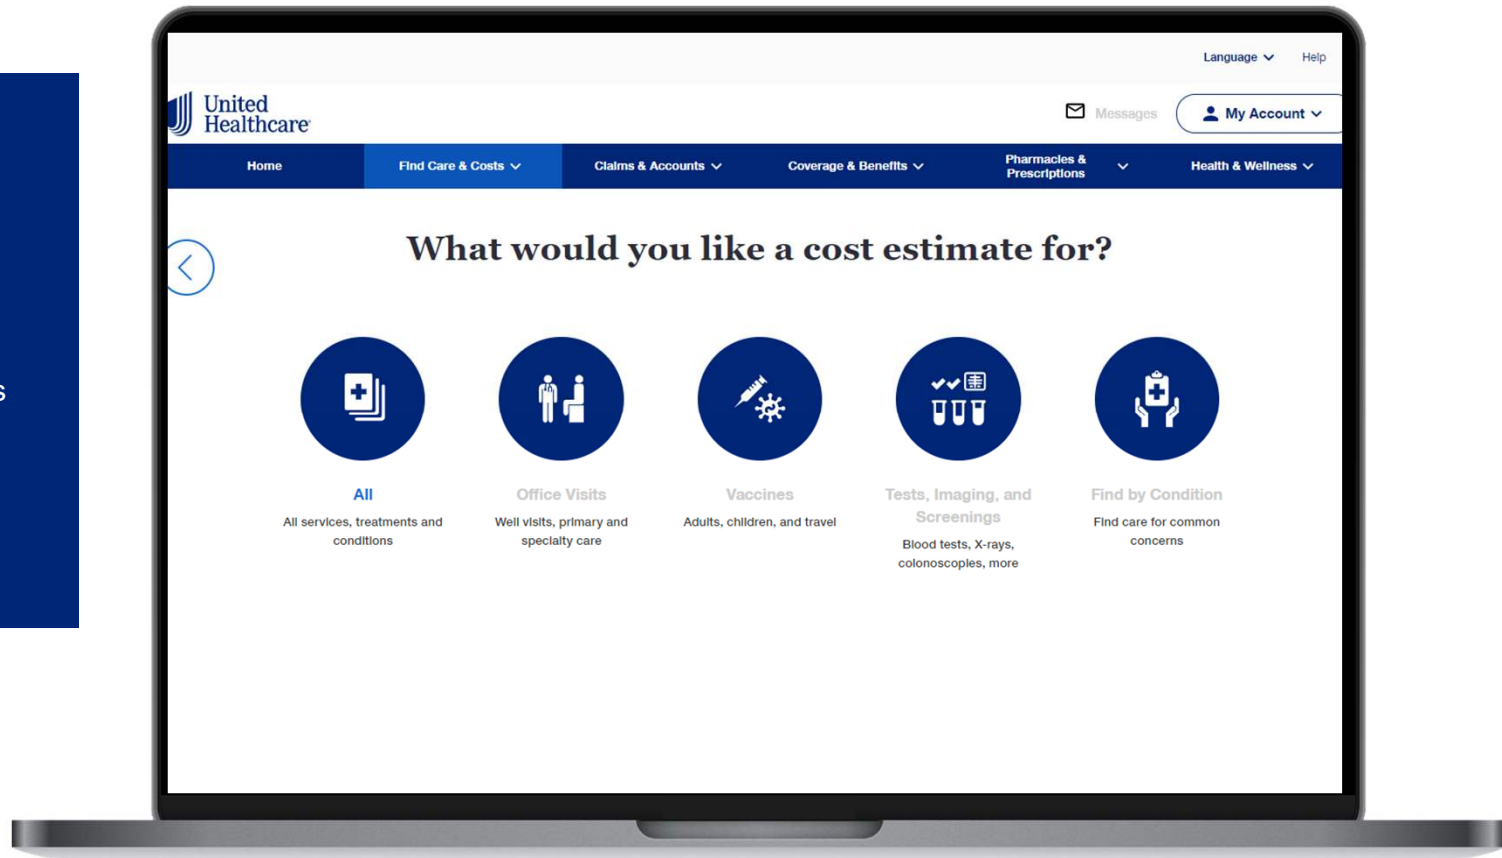 Language Help
United
Healthcare
Messages My Account
Home Find Care & Costs Claims & Accounts Coverage & Benefits Pharmacies &
Prescriptions Health & Wellness
What would you like a cost estimate for?
All
All services, treatments and
conditions
Office Visits
Well visits, primary and
specialty care
Vaccines
Adults, children, and travel
Tests, Imaging, and
Screenings
Blood tests, X-rays,
colonoscopies, more
Find by Condition
Find care for common
concerns
s